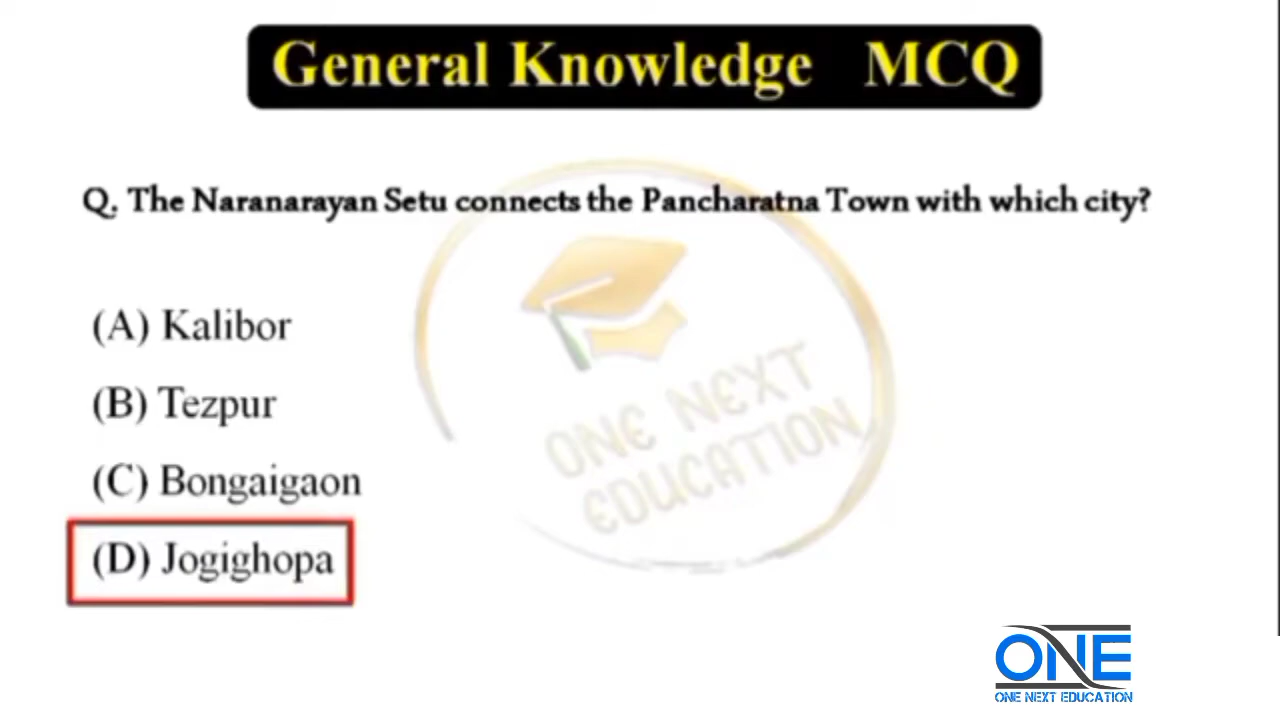 General Knowledge MCQ
Q. The Naranarayan Setu connects the Pancharatna Town with which city?
(A) Kalibor
(B) Tezpur
(C) Bongaigaon
(D) Jogighopa
ONE NEXT
EDUCATION
ONE
ONE NEXT EDUCATION